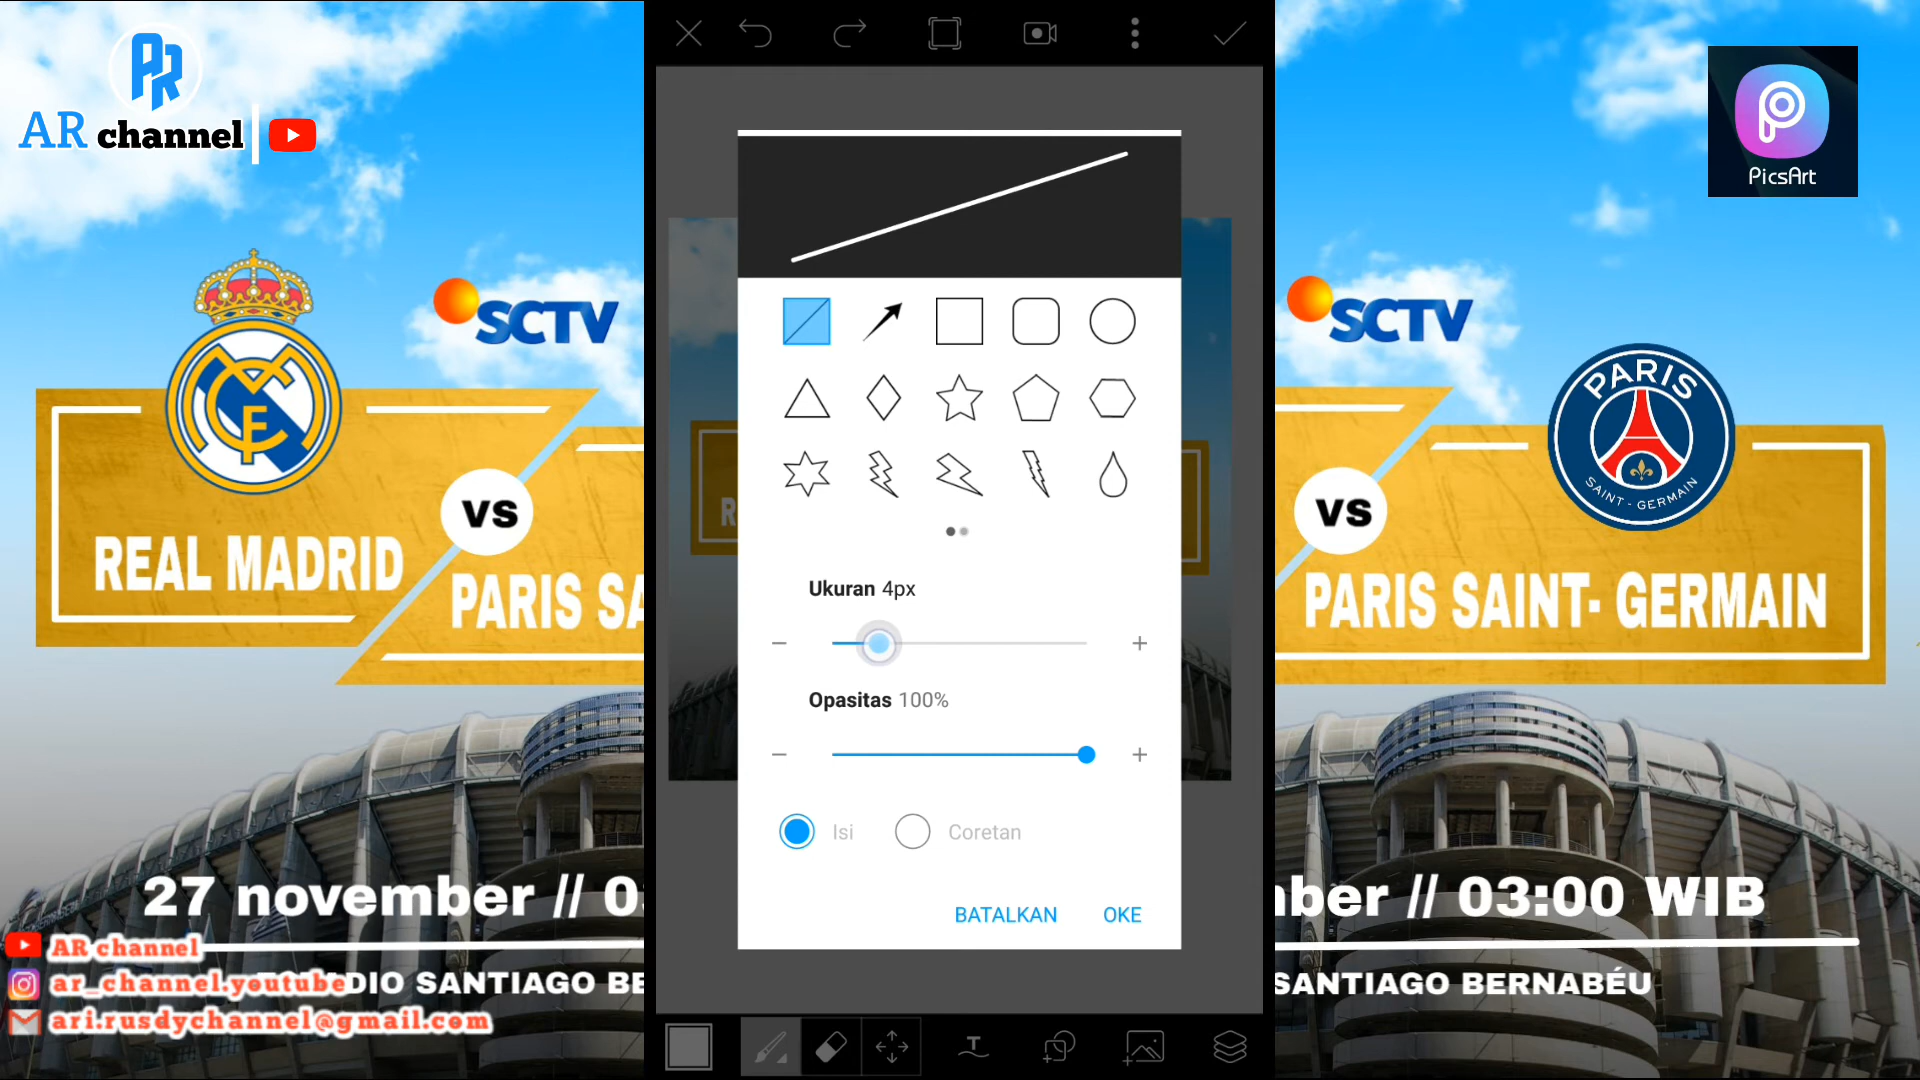 AR channel
PicsArt
SCTV
SCTV
PARIS
SAINT - GERMAIN
VS
VS
REAL MADRID
PARIS SA
PARIS SAINT- GERMAIN
R
Ukuran 4px
Opasitas 100%
Isi
Coretan
BATALKAN
OKE
27 november // 03
mber // 03:00 WIB
AR channel
ar_channel.youtube
DIO SANTIAGO BE
SANTIAGO BERNABÉU
ari.rusdychannel@gmail.com